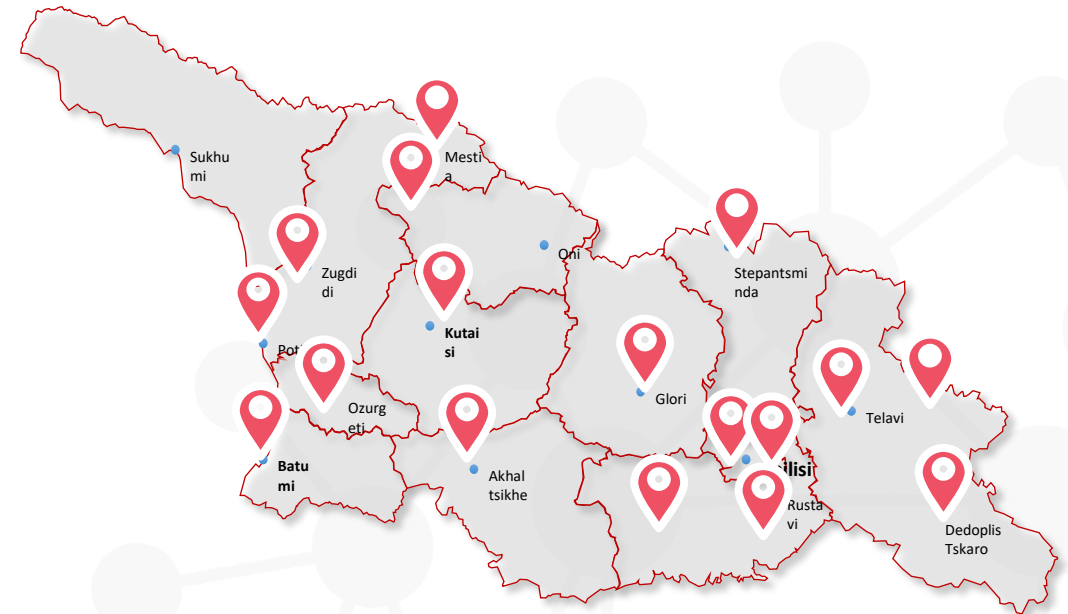 Sukhu
mi
Mesti
a
Oni
Zugdi
di
Stepantsmi
nda
Kutai
si
Glori
Ozurg
eti
Telavi
Batu
mi
Akhal
tsikhe
ilisi
Rusta
vi
Dedoplis
Tskaro